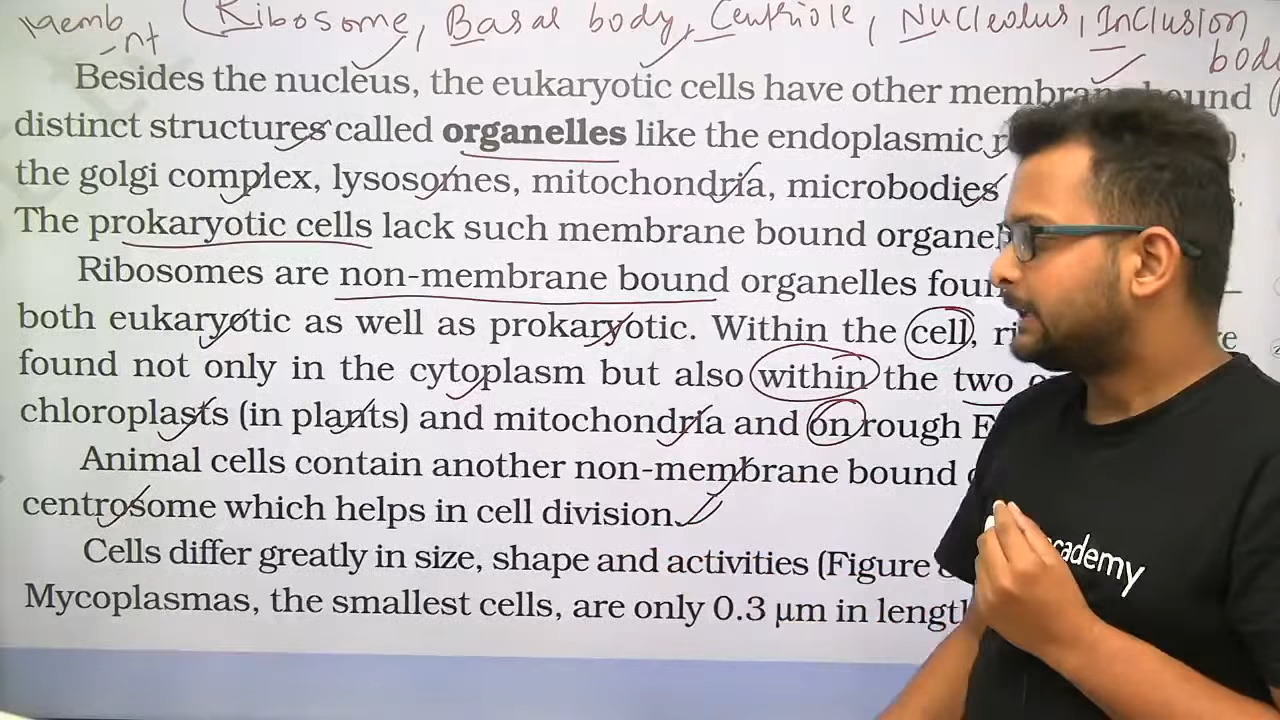 Memb (Ribosome, Basal body, Centriole, Nucleolus, Inclusion
nt bod
Besides the nucleus, the eukaryotic cells have other membrane bound
distinct structures called organelles like the endoplasmic
the golgi complex, lysosomes, mitochondria, microbodies
The prokaryotic cells lack such membrane bound
Ribosomes are non-membrane bound organelles
both eukaryotic as well as prokaryotic. Within the cell,
found not only in the cytoplasm but also within the two
chloroplasts (in plants) and mitochondria and on rough
Animal cells contain another non-membrane bound
centrosome which helps in cell division.
Cells differ greatly in size, shape and activities (Figure
Mycoplasmas, the smallest cells, are only 0.3 µm in
cademy